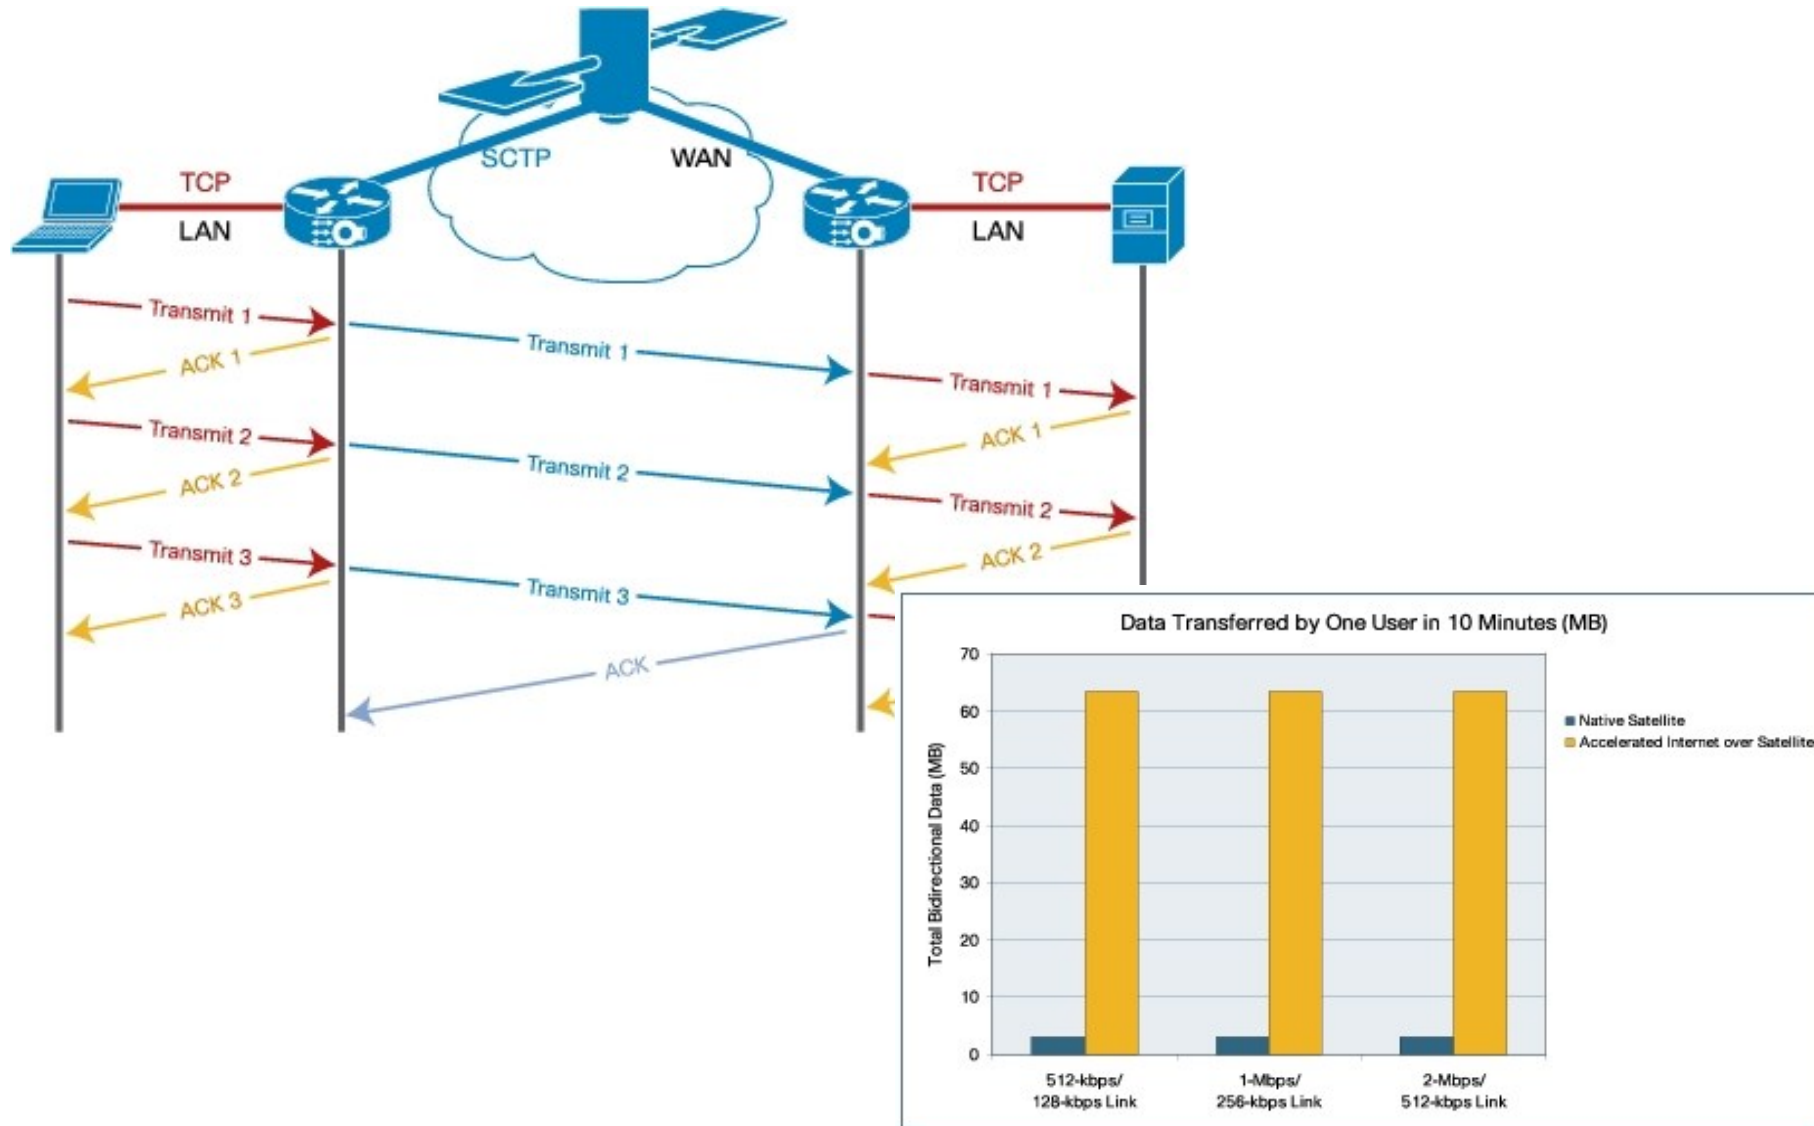 SCTP
WAN
TCP
LAN
TCP
LAN
Transmit 1
ACK 1
Transmit 1
Transmit 1
ACK 1
Transmit 2
ACK 2
Transmit 2
Transmit 2
ACK 2
Transmit 3
ACK 3
Transmit 3
ACK
Data Transferred by One User in 10 Minutes (MB)
Total Bidirectional Data (MB)
70
60
50
40
30
20
10
0
512-kbps/
128-kbps Link
1-Mbps/
256-kbps Link
2-Mbps/
512-kbps Link
Native Satellite
Accelerated Internet over Satellite